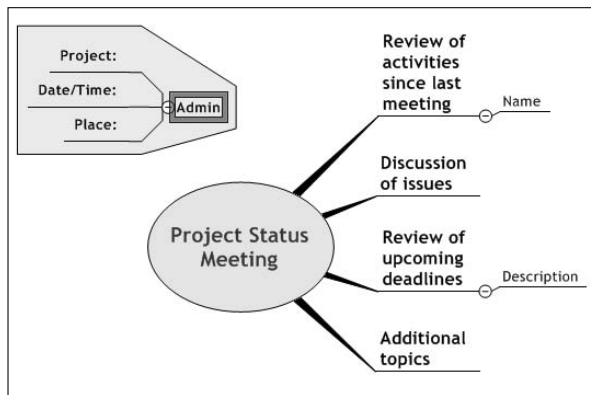 Project:
Date/Time:
Place:
Admin
Project Status
Meeting
Review of
activities
since last
meeting
Name
Discussion
of issues
Review of
upcoming
deadlines
Description
Additional
topics